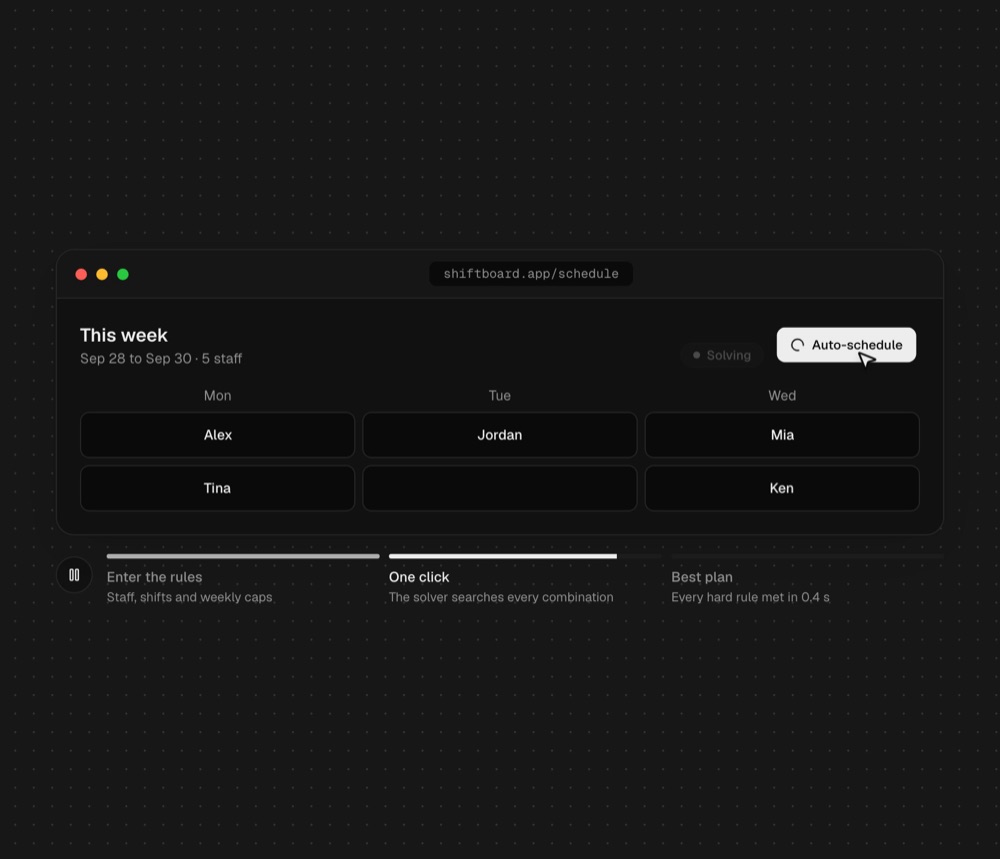 shiftboard.app/schedule
This week
Sep 28 to Sep 30 · 5 staff
Solving
Auto-schedule
Mon Tue Wed
Alex Jordan Mia
Tina Ken
Enter the rules
Staff, shifts and weekly caps
One click
The solver searches every combination
Best plan
Every hard rule met in 0.4 s